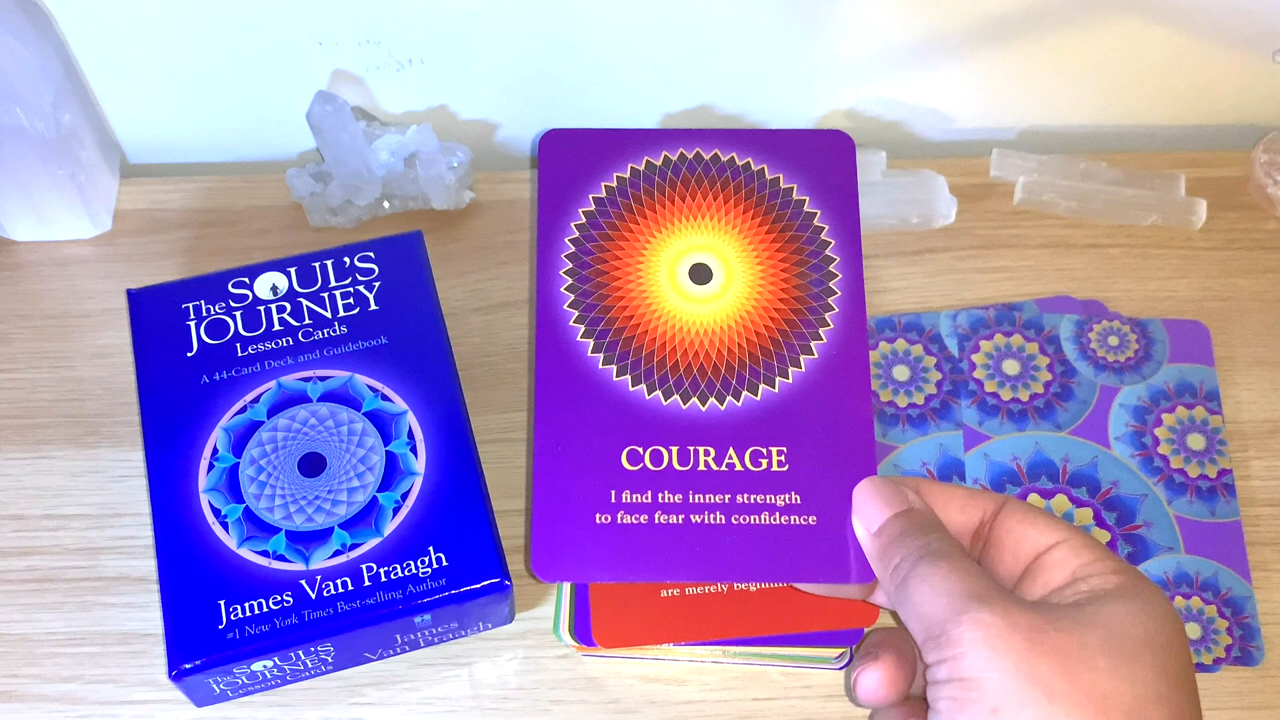 The SOUL'S
JOURNEY
Lesson Cards
A 44-Card Deck and Guidebook
James Van Praagh
#1 New York Times Best-selling Author
The SOUL'S
JOURNEY
Lesson Cards
James
Van Praagh
COURAGE
I find the inner strength
to face fear with confidence
are merely